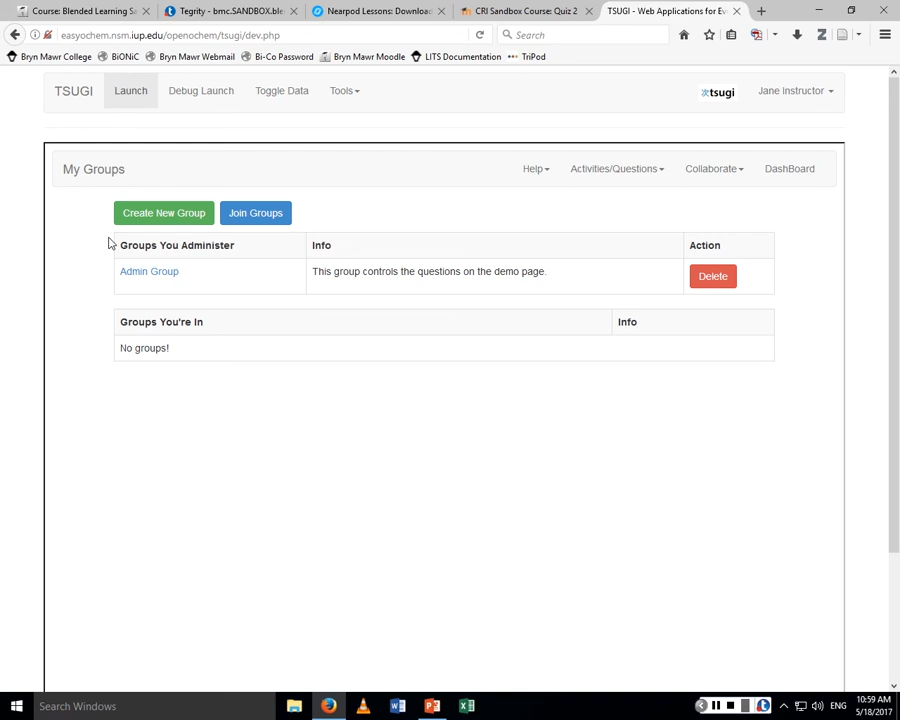 Course: Blended Learning Sa
Tegrity - bmc.SANDBOX.ble
Nearpod Lessons: Download
CRI Sandbox Course: Quiz 2
TSUGI - Web Applications for Ev
easyochem.nsm.iup.edu/openochem/tsugi/dev.php
Search
Bryn Mawr College
BiONiC
Bryn Mawr Webmail
Bi-Co Password
Bryn Mawr Moodle
LITS Documentation
TriPod
TSUGI
Launch
Debug Launch
Toggle Data
Tools
tsugi
Jane Instructor
My Groups
Help
Activities/Questions
Collaborate
DashBoard
Create New Group
Join Groups
Groups You Administer
Info
Action
Admin Group
This group controls the questions on the demo page.
Delete
Groups You're In
Info
No groups!
Search Windows
ENG
10:59 AM
5/18/2017